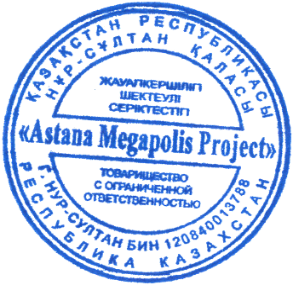 ҚАЗАҚСТАН РЕСПУБЛИКАСЫ
НҰР-СҰЛТАН ҚАЛАСЫ
ЖАУАПКЕРШІЛІГІ
ШЕКТЕУЛІ
СЕРІКТЕСТІГІ
«Astana Megapolis Project»
ТОВАРИЩЕСТВО
С ОГРАНИЧЕННОЙ
ОТВЕТСТВЕННОСТЬЮ
Г. НУР-СУЛТАН БИН 120840013788
РЕСПУБЛИКА КАЗАХСТАН